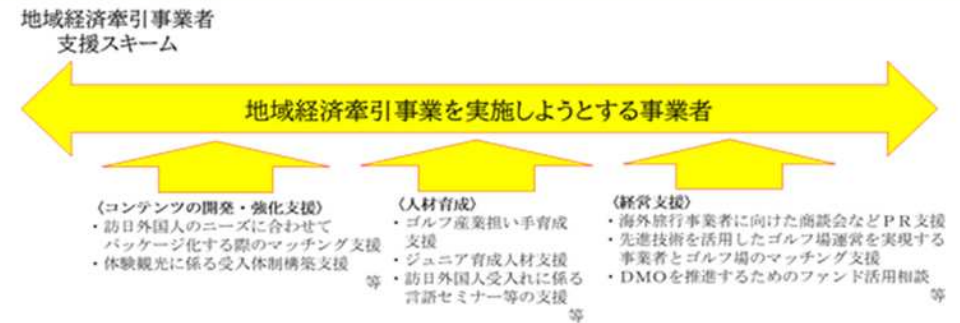 地域経済牽引事業者
支援スキーム
地域経済牽引事業を実施しようとする事業者
〈コンテンツの開発・強化支援〉
・訪日外国人のニーズに合わせて
パッケージ化する際のマッチング支援
・体験観光に係る受入体制構築支援
等
〈人材育成〉
・ゴルフ産業担い手育成
支援
・ジュニア育成人材支援
・訪日外国人受入れに係る
言語セミナー等の支援
等
〈経営支援〉
・海外旅行事業者に向けた商談会などＰＲ支援
・先進技術を活用したゴルフ場運営を実現する
事業者とゴルフ場のマッチング支援
・DMOを推進するためのファンド活用相談
等